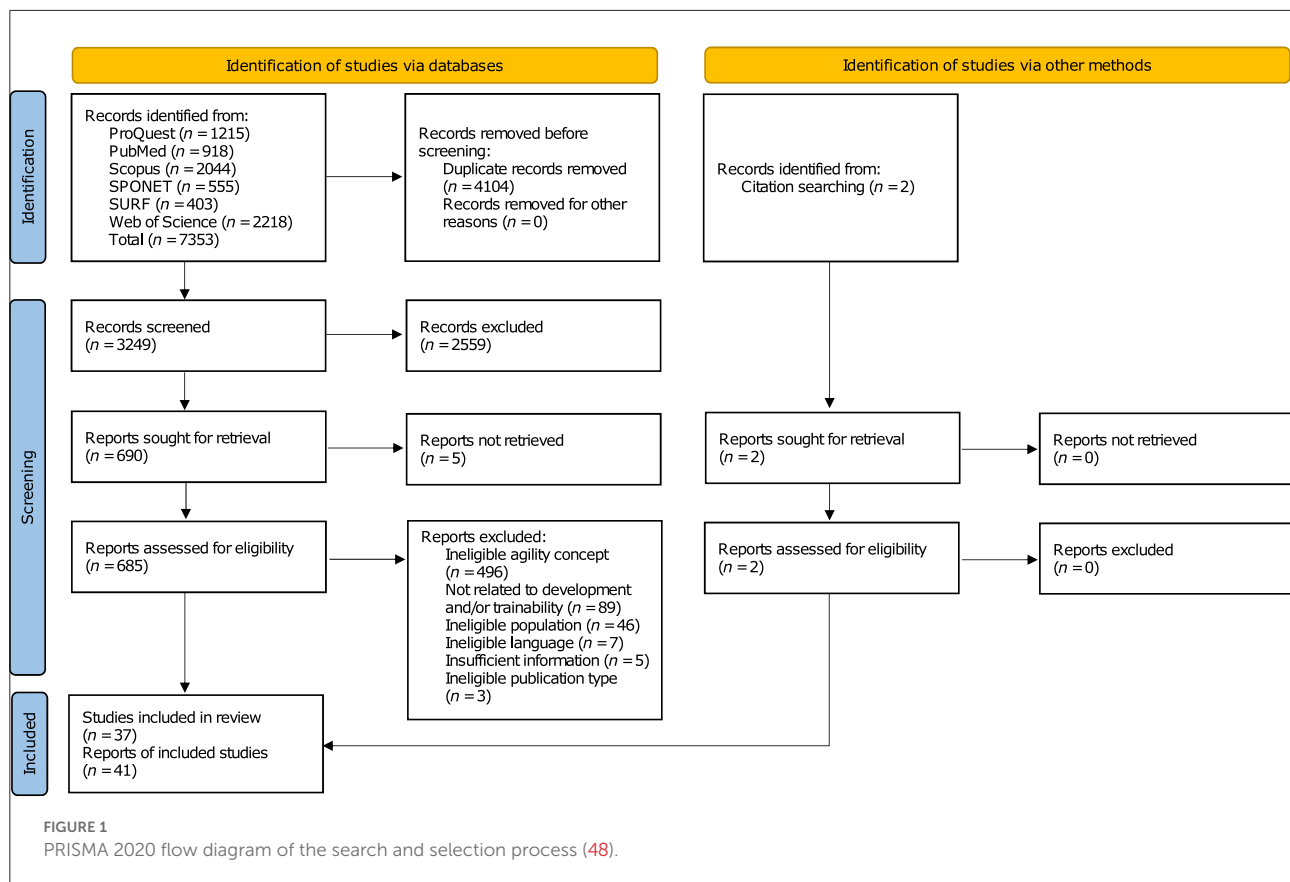 Identification of studies via databases
Identification of studies via other methods
Identification
Records identified from:
ProQuest (n = 1215)
PubMed (n = 918)
Scopus (n = 2044)
SPONET (n = 555)
SURF (n = 403)
Web of Science (n = 2218)
Total (n = 7353)
Records removed before
screening:
Duplicate records removed
(n = 4104)
Records removed for other
reasons (n = 0)
Records identified from:
Citation searching (n = 2)
Screening
Records screened
(n = 3249)
Records excluded
(n = 2559)
Reports sought for retrieval
(n = 690)
Reports not retrieved
(n = 5)
Reports sought for retrieval
(n = 2)
Reports not retrieved
(n = 0)
Reports assessed for eligibility
(n = 685)
Reports excluded:
Ineligible agility concept
(n = 496)
Not related to development
and/or trainability (n = 89)
Ineligible population (n = 46)
Ineligible language (n = 7)
Insufficient information (n = 5)
Ineligible publication type
(n = 3)
Reports assessed for eligibility
(n = 2)
Reports excluded
(n = 0)
Included
Studies included in review
(n = 37)
Reports of included studies
(n = 41)
FIGURE 1
PRISMA 2020 flow diagram of the search and selection process (48).